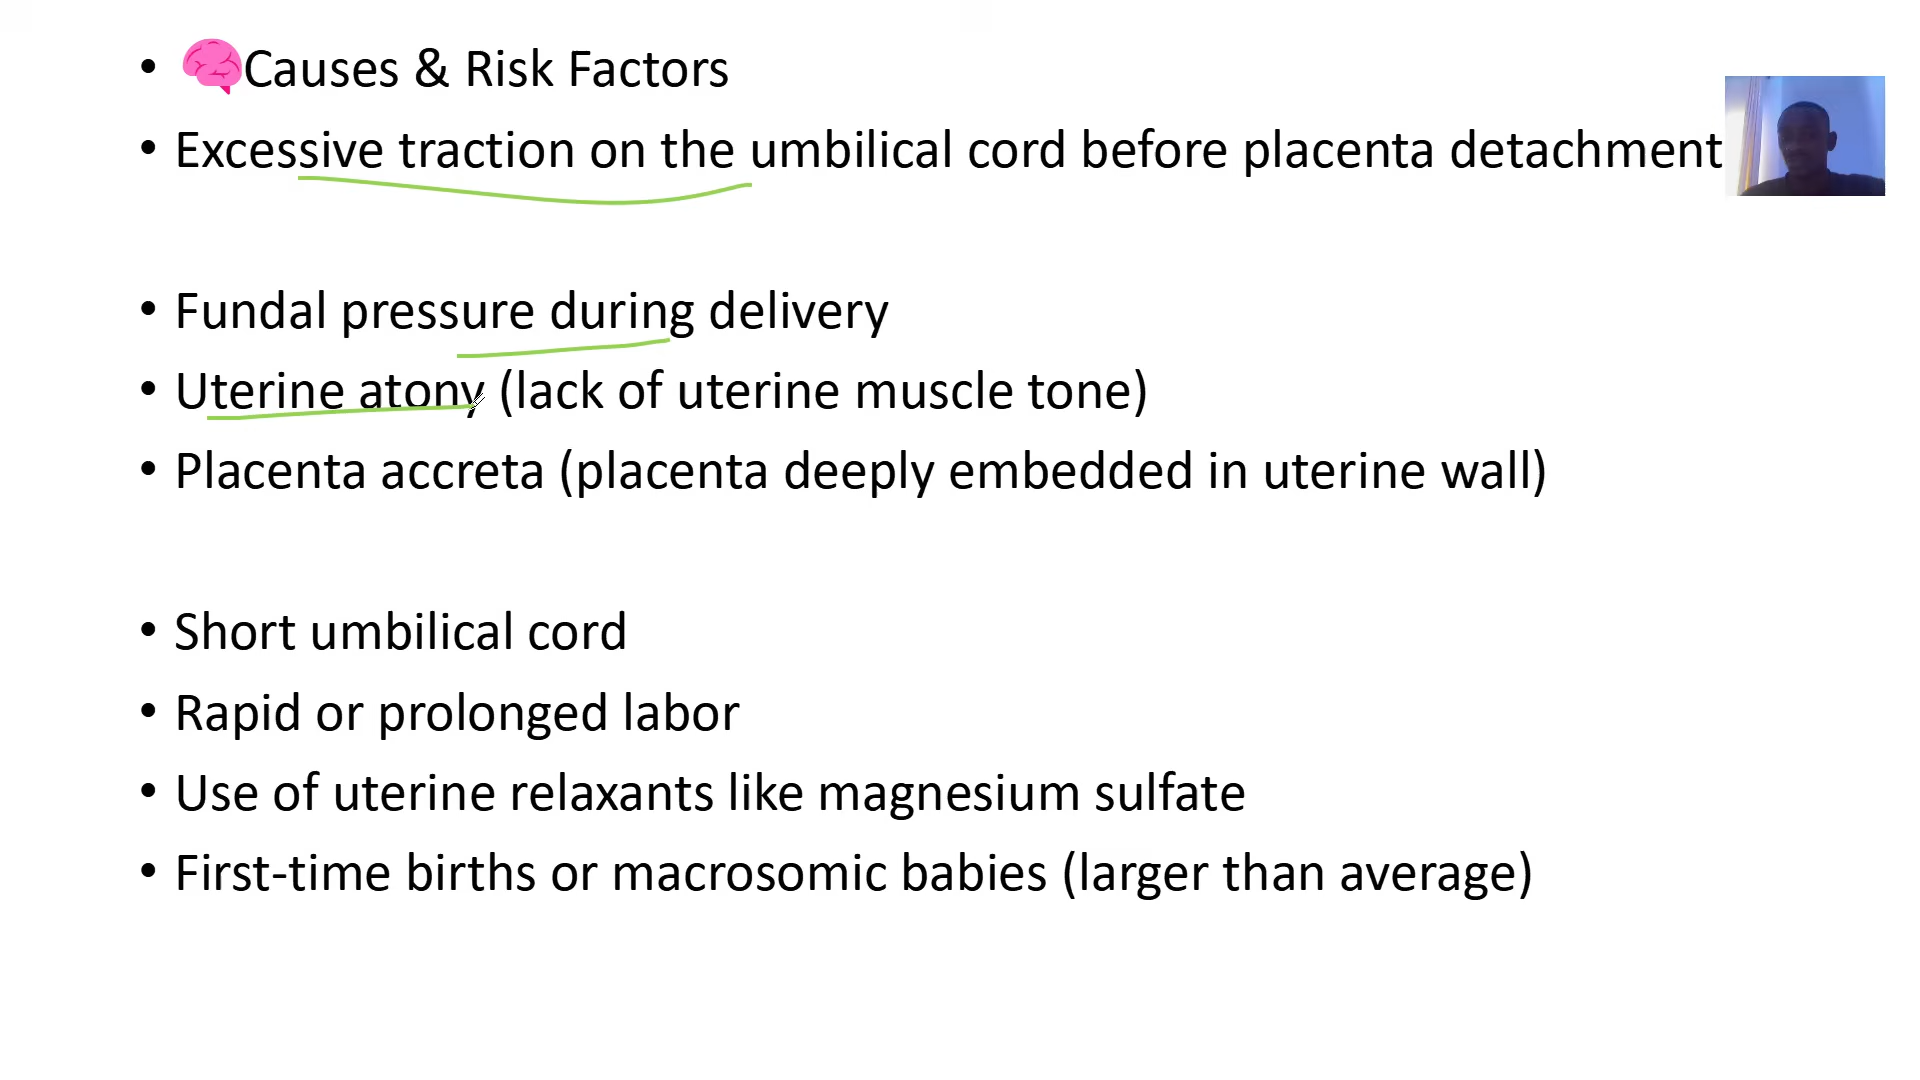 • 🧠Causes & Risk Factors
• Excessive traction on the umbilical cord before placenta detachment
• Fundal pressure during delivery
• Uterine atony (lack of uterine muscle tone)
• Placenta accreta (placenta deeply embedded in uterine wall)
• Short umbilical cord
• Rapid or prolonged labor
• Use of uterine relaxants like magnesium sulfate
• First-time births or macrosomic babies (larger than average)